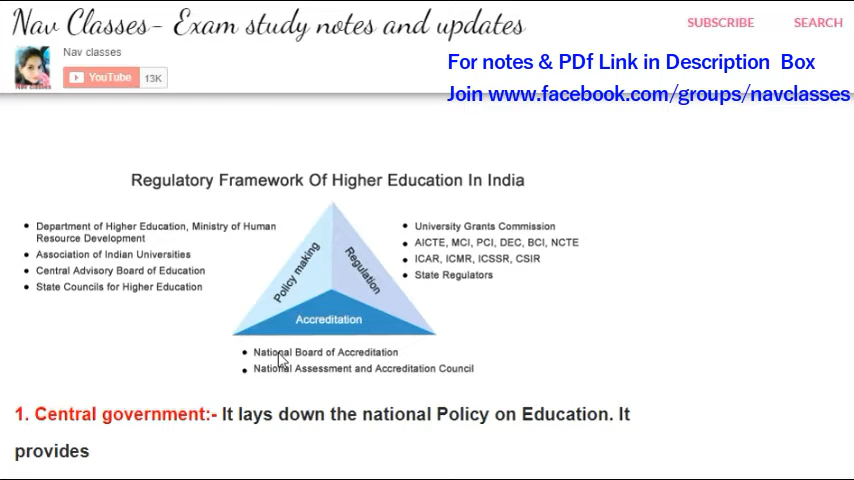 Nav Classes- Exam study notes and updates
SUBSCRIBE
SEARCH
Nav classes
YouTube
13K
For notes & PDf Link in Description Box
Join www.facebook.com/groups/navclasses
Regulatory Framework Of Higher Education In India
Department of Higher Education, Ministry of Human
Resource Development
Association of Indian Universities
Central Advisory Board of Education
State Councils for Higher Education
Policy making
Regulation
Accreditation
University Grants Commission
AICTE, MCI, PCI, DEC, BCI, NCTE
ICAR, ICMR, ICSSR, CSIR
State Regulators
National Board of Accreditation
National Assessment and Accreditation Council
1. Central government:- It lays down the national Policy on Education. It
provides